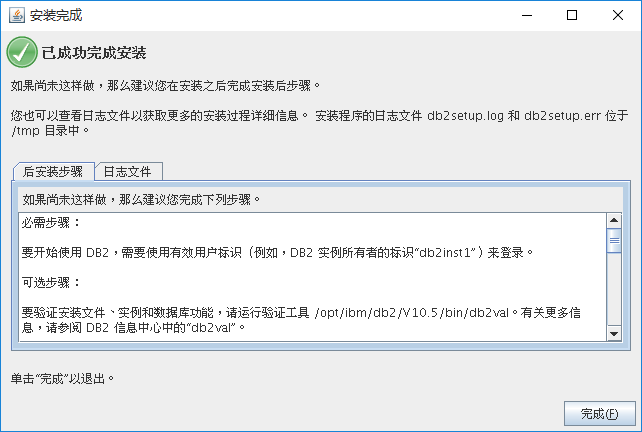 安装完成
已成功完成安装
如果尚未这样做，那么建议您在安装之后完成安装后步骤。
您也可以查看日志文件以获取更多的安装过程详细信息。 安装程序的日志文件 db2setup.log 和 db2setup.err 位于
/tmp 目录中。
后安装步骤 日志文件
如果尚未这样做，那么建议您完成下列步骤。
必需步骤：
要开始使用 DB2，需要使用有效用户标识（例如，DB2 实例所有者的标识“db2inst1”）来登录。
可选步骤：
要验证安装文件、实例和数据库功能，请运行验证工具 /opt/ibm/db2/V10.5/bin/db2val。有关更多信
息，请参阅 DB2 信息中心中的“db2val”。
单击“完成”以退出。
完成(F)